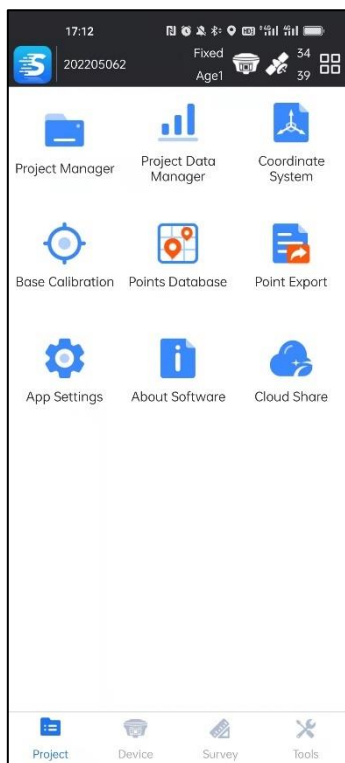 17:12
202205062
Fixed
Age1
34
39
Project Manager
Project Data
Manager
Coordinate
System
Base Calibration
Points Database
Point Export
App Settings
About Software
Cloud Share
Project
Device
Survey
Tools